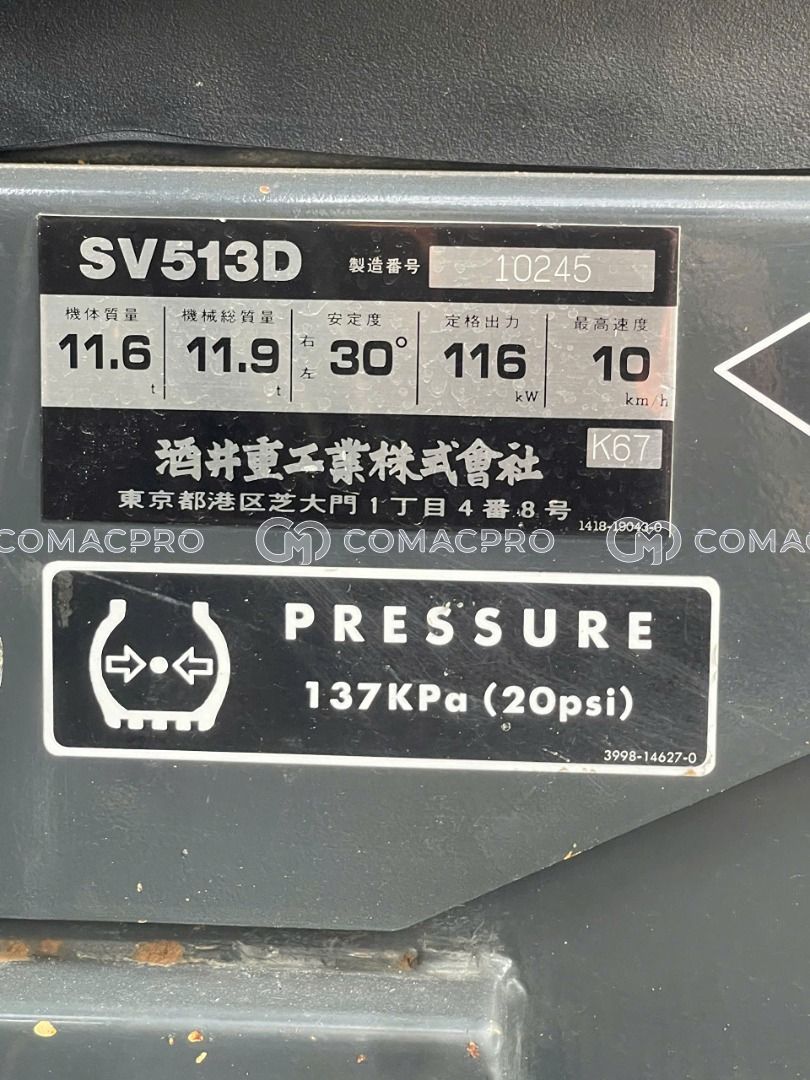 SV513D 製造番号 10245
機体質量 機械総質量 安定度 定格出力 最高速度
11.6 t 11.9 t 右 左 30° 116 kW 10 km/h
酒井重工業株式會社 K67
東京都港区芝大門1丁目4番8号
1418-19043-0
COMACPRO COMACPRO COMAC
PRESSURE
137KPa (20psi)
3998-14627-0